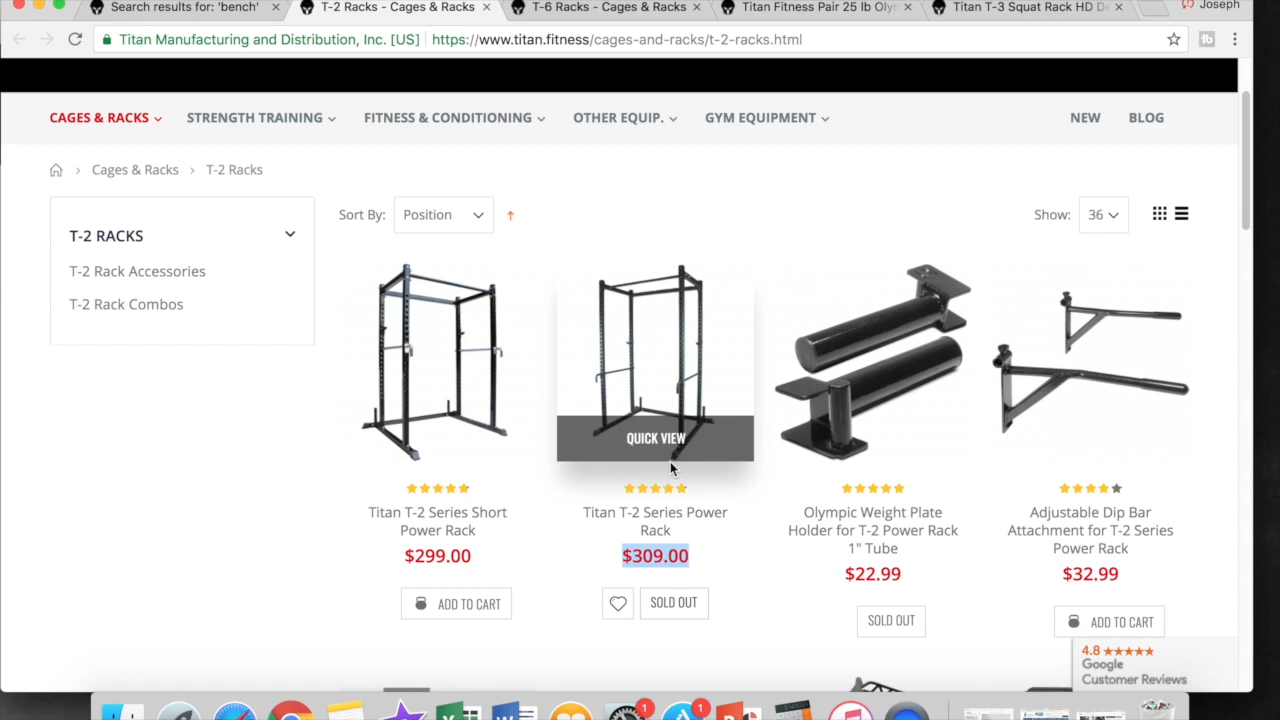 Search results for: 'bench'
T-2 Racks - Cages & Racks
T-6 Racks - Cages & Racks
Titan Fitness Pair 25 lb Oly
Titan T-3 Squat Rack HD De
Joseph
Titan Manufacturing and Distribution, Inc. [US]
https://www.titan.fitness/cages-and-racks/t-2-racks.html
CAGES & RACKS
STRENGTH TRAINING
FITNESS & CONDITIONING
OTHER EQUIP.
GYM EQUIPMENT
NEW
BLOG
Cages & Racks
T-2 Racks
T-2 RACKS
T-2 Rack Accessories
T-2 Rack Combos
Sort By:
Position
Show:
36
QUICK VIEW
Titan T-2 Series Short
Power Rack
$299.00
ADD TO CART
Titan T-2 Series Power
Rack
$309.00
SOLD OUT
Olympic Weight Plate
Holder for T-2 Power Rack
1" Tube
$22.99
SOLD OUT
Adjustable Dip Bar
Attachment for T-2 Series
Power Rack
$32.99
ADD TO CART
4.8
Google
Customer Reviews
1
1